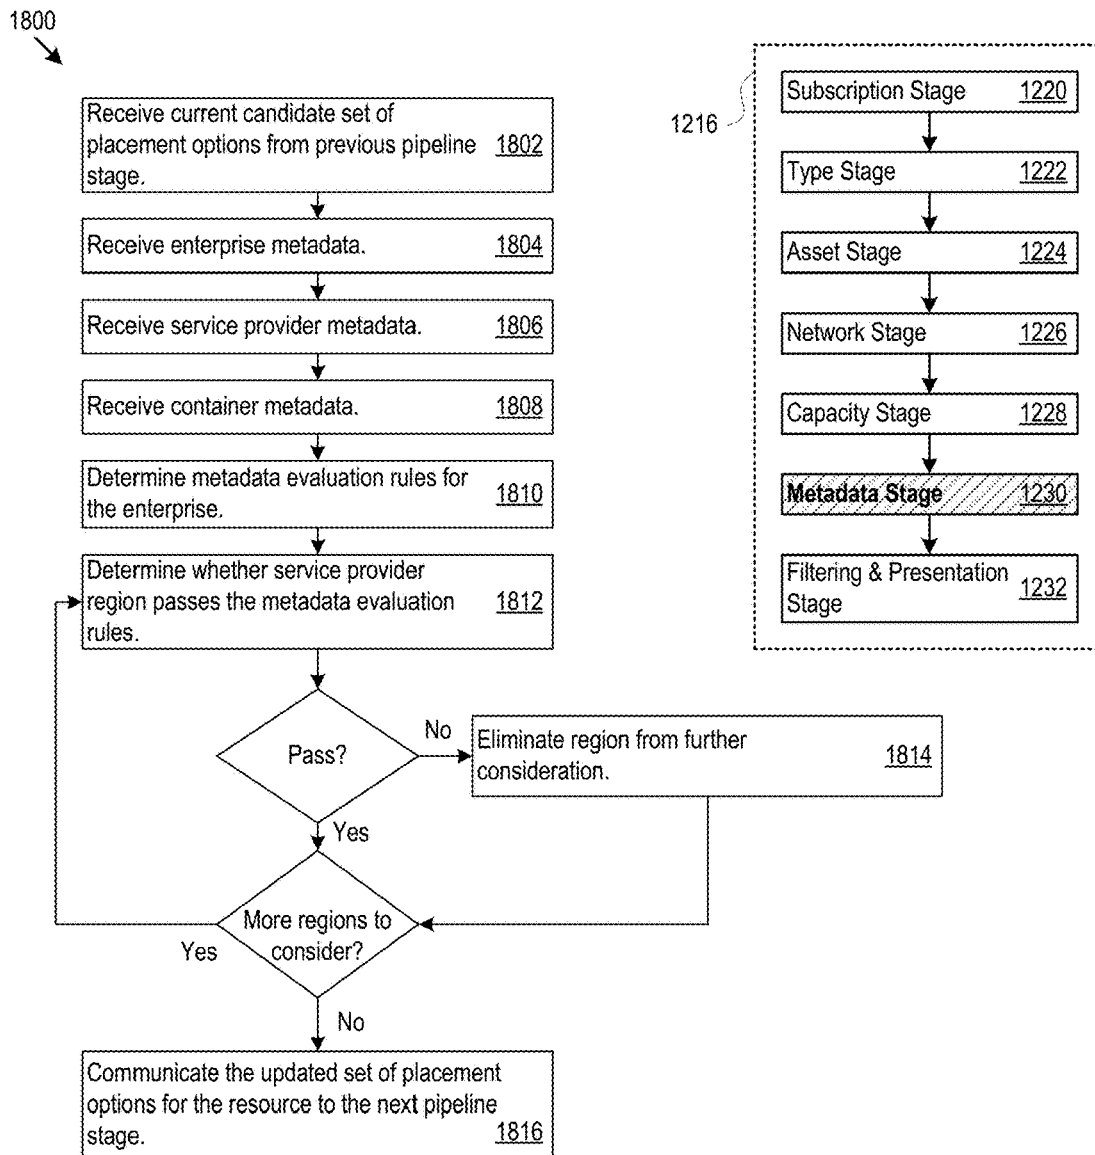 1800
Receive current candidate set of
placement options from previous pipeline 1802
stage.
Receive enterprise metadata. 1804
Receive service provider metadata. 1806
Receive container metadata. 1808
Determine metadata evaluation rules for
the enterprise. 1810
Determine whether service provider
region passes the metadata evaluation 1812
rules.
Pass?
No
Eliminate region from further
consideration. 1814
Yes
More regions to
consider?
Yes
No
Communicate the updated set of placement
options for the resource to the next pipeline
stage. 1816
1216
Subscription Stage 1220
Type Stage 1222
Asset Stage 1224
Network Stage 1226
Capacity Stage 1228
Metadata Stage 1230
Filtering & Presentation
Stage 1232